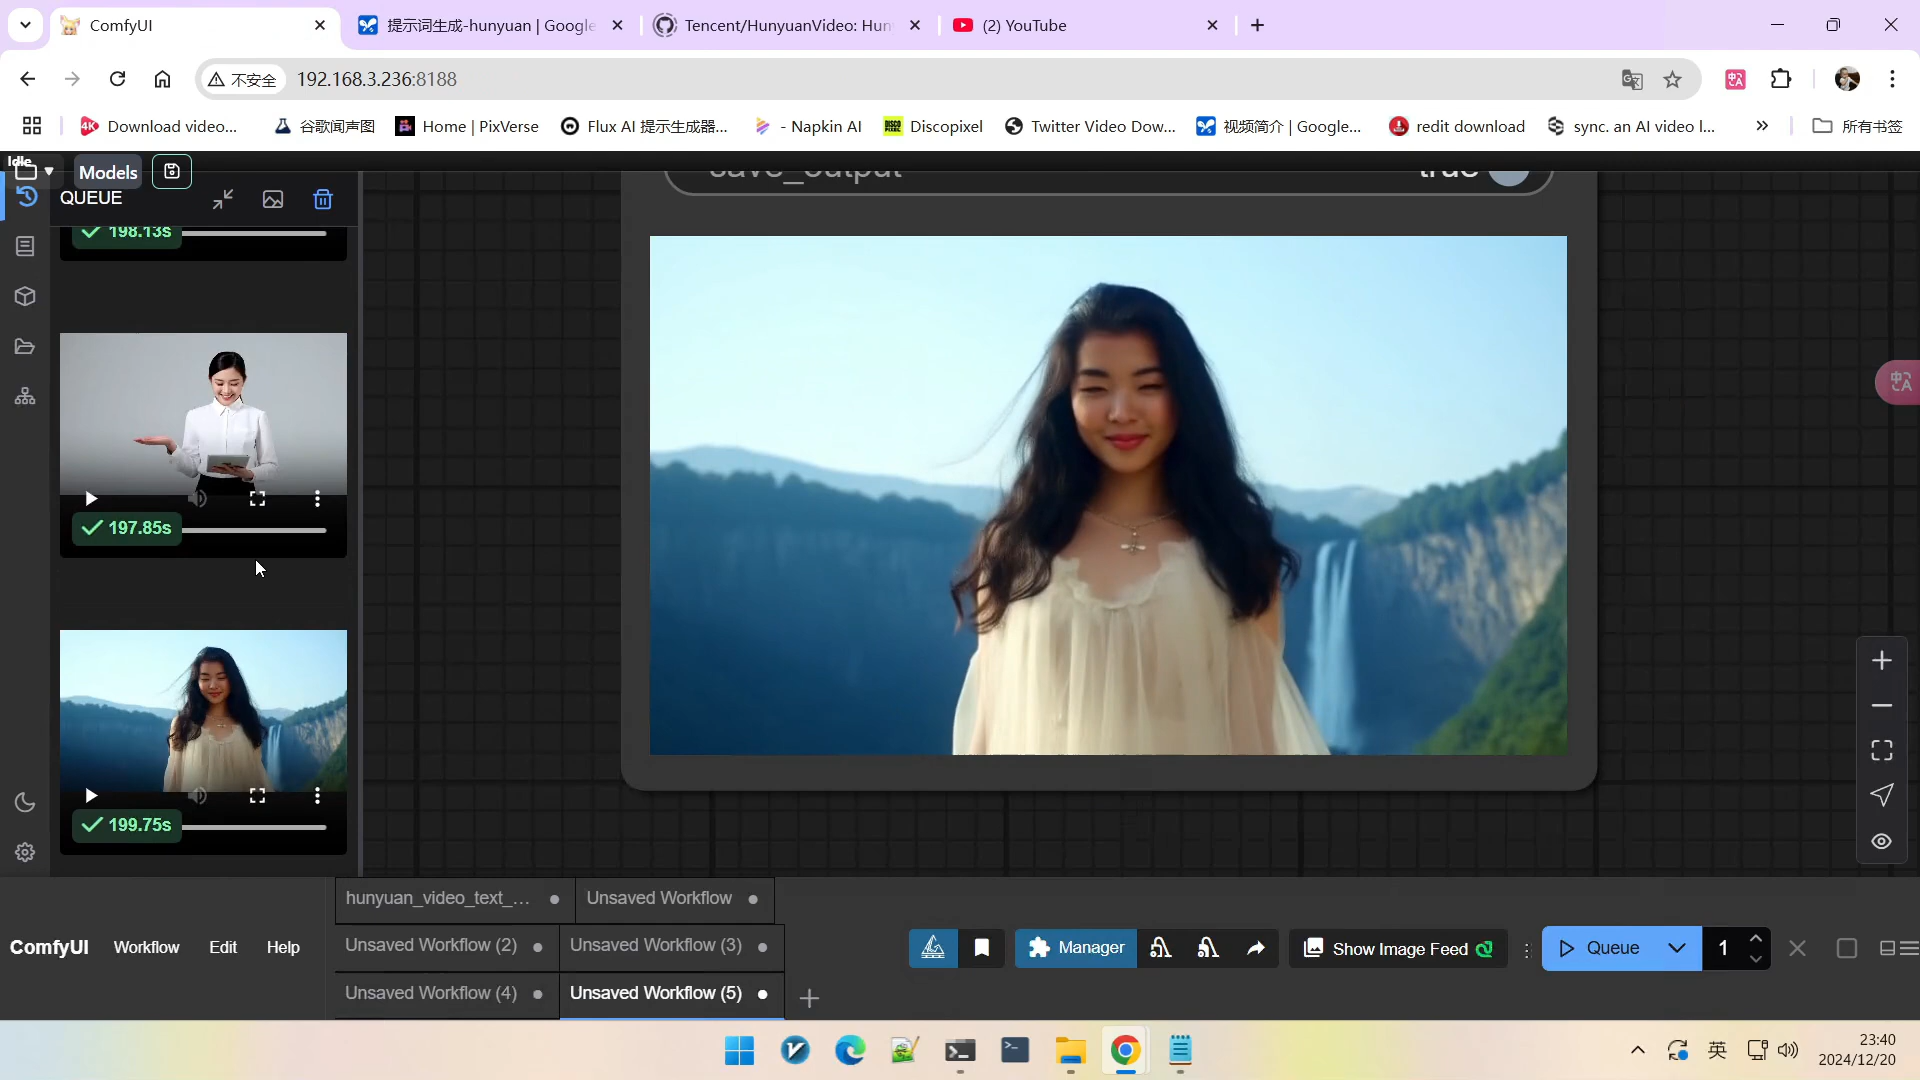 ComfyUI
提示词生成-hunyuan | Google
Tencent/HunyuanVideo: Hun
(2) YouTube
不安全
192.168.3.236:8188
Download video...
谷歌闻声图
Home | PixVerse
Flux AI 提示生成器...
- Napkin AI
Discopixel
Twitter Video Dow...
视频简介 | Google...
redit download
sync. an AI video l...
所有书签
Idle
Models
QUEUE
save_output
true
198.13s
197.85s
199.75s
hunyuan_video_text_...
Unsaved Workflow
Unsaved Workflow (2)
Unsaved Workflow (3)
Unsaved Workflow (4)
Unsaved Workflow (5)
ComfyUI
Workflow
Edit
Help
Manager
Show Image Feed
Queue
1
英
23:40
2024/12/20